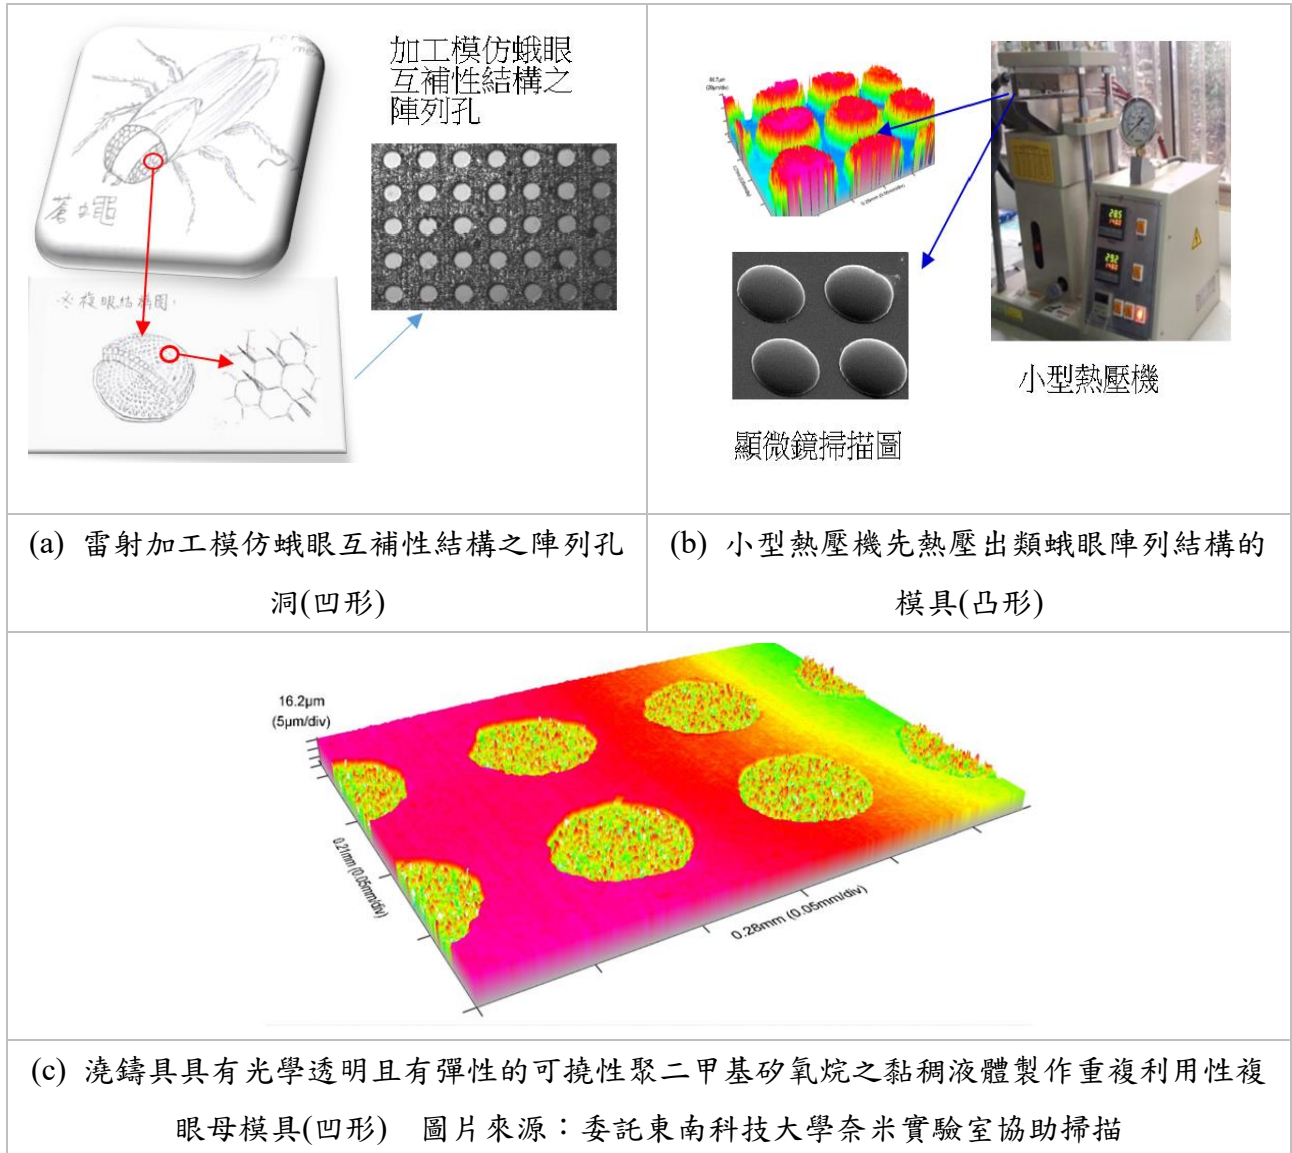 加工模仿蛾眼
互補性結構之
陣列孔
蒼蠅
複眼結構圖:
(20μm/div)
小型熱壓機
顯微鏡掃描圖
(a) 雷射加工模仿蛾眼互補性結構之陣列孔
洞(凹形)
(b) 小型熱壓機先熱壓出類蛾眼陣列結構的
模具(凸形)
16.2μm
(5μm/div)
0.21mm (0.05mm/div)
0.28mm (0.05mm/div)
(c) 澆鑄具具有光學透明且有彈性的可撓性聚二甲基矽氧烷之黏稠液體製作重複利用性複
眼母模具(凹形) 圖片來源：委託東南科技大學奈米實驗室協助掃描